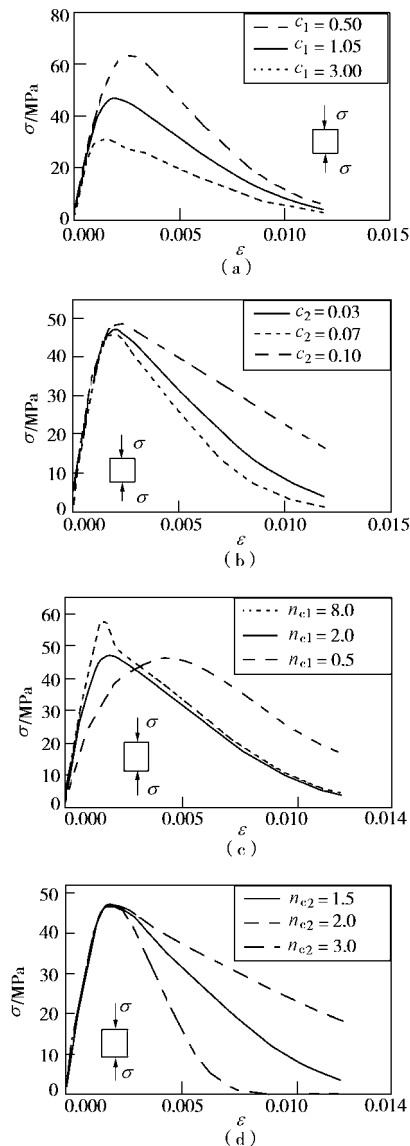 80
60
40
20
0
σ/MPa
c1 = 0.50
c1 = 1.05
c1 = 3.00
σ
σ
0.000 0.005 0.010 0.015
ε
(a)
50
40
30
20
10
0
σ/MPa
c2 = 0.03
c2 = 0.07
c2 = 0.10
σ
σ
0.000 0.005 0.010 0.015
ε
(b)
60
50
40
30
20
10
0
σ/MPa
nc1 = 8.0
nc1 = 2.0
nc1 = 0.5
σ
σ
0.000 0.005 0.010 0.014
ε
(c)
50
40
30
20
10
0
σ/MPa
nc2 = 1.5
nc2 = 2.0
nc2 = 3.0
σ
σ
0.000 0.005 0.010 0.014
ε
(d)